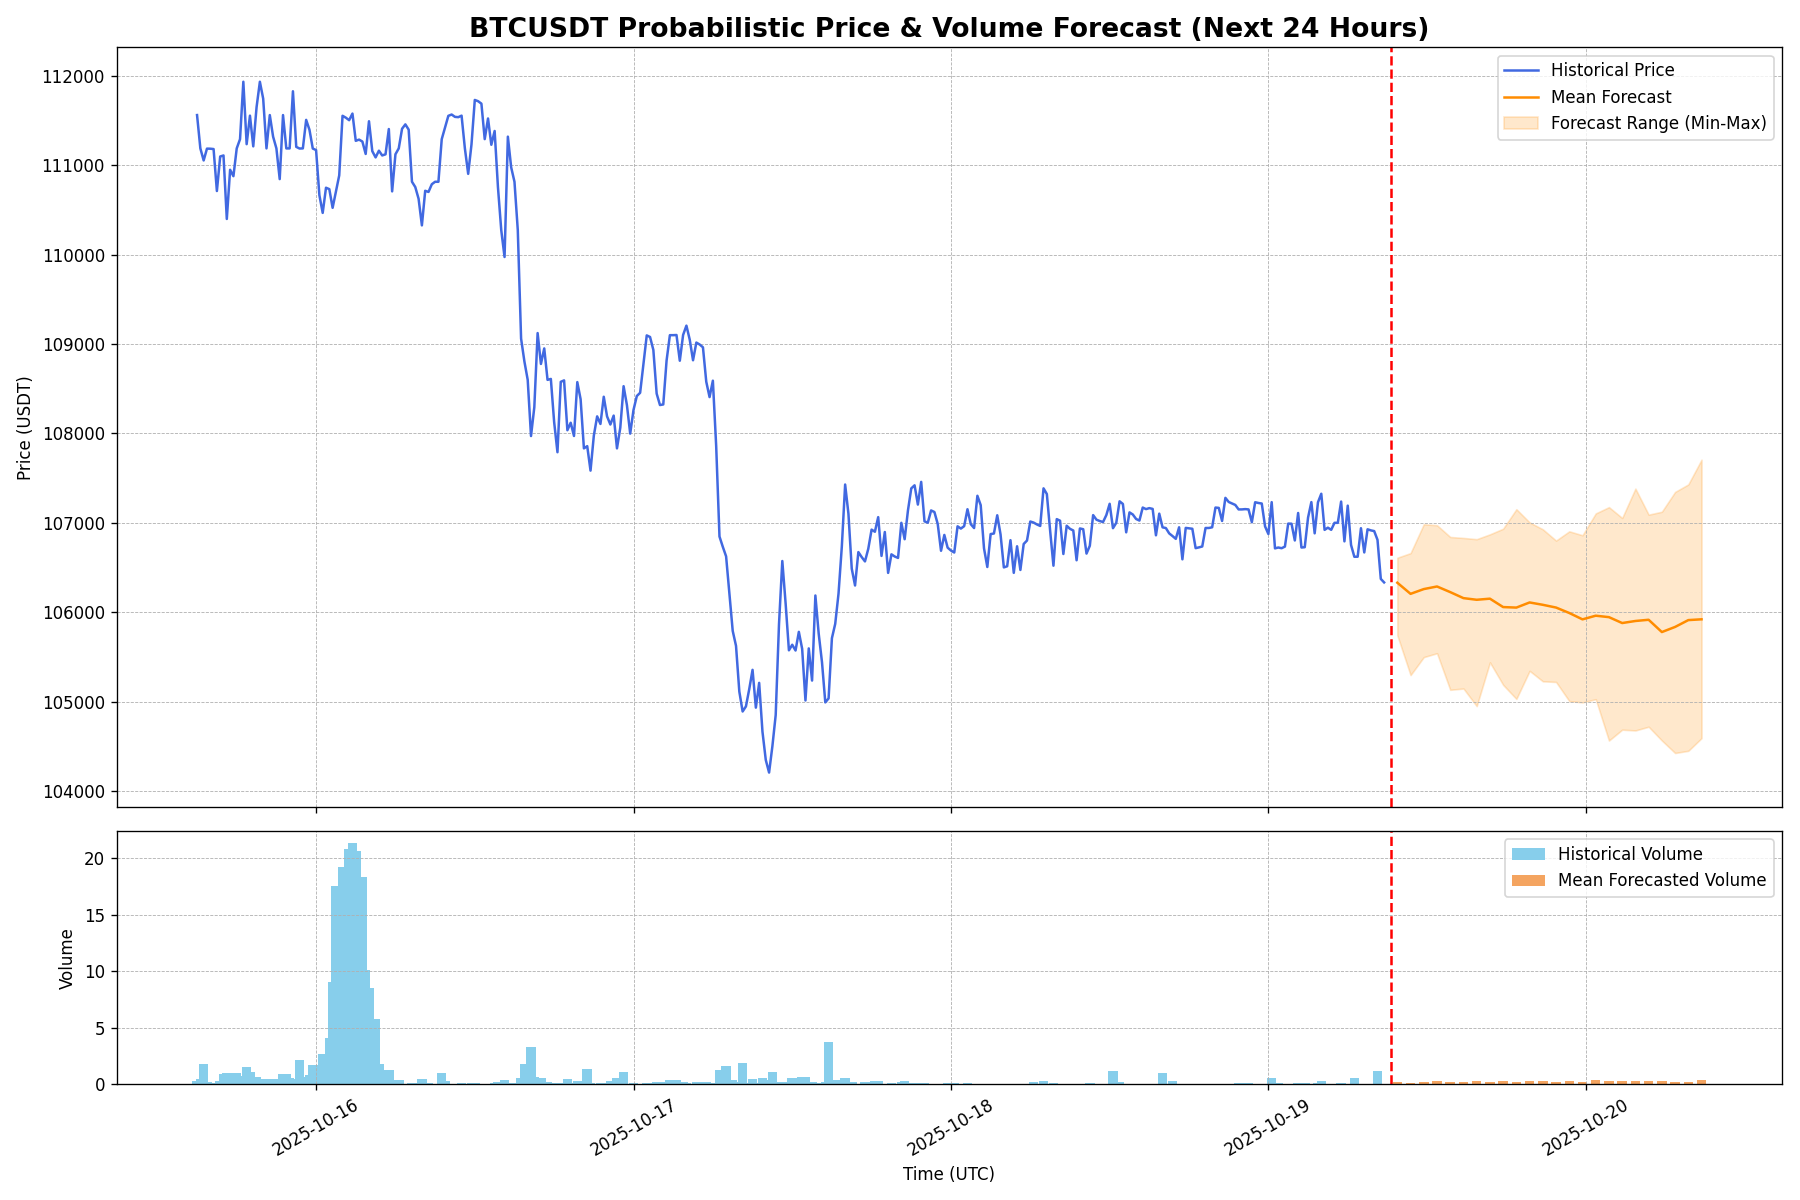 BTCUSDT Probabilistic Price & Volume Forecast (Next 24 Hours)
Historical Price
Mean Forecast
Forecast Range (Min-Max)
112000
111000
110000
109000
108000
107000
106000
105000
104000
Price (USDT)
Historical Volume
Mean Forecasted Volume
20
15
10
5
0
Volume
2025-10-16
2025-10-17
2025-10-18
2025-10-19
2025-10-20
Time (UTC)